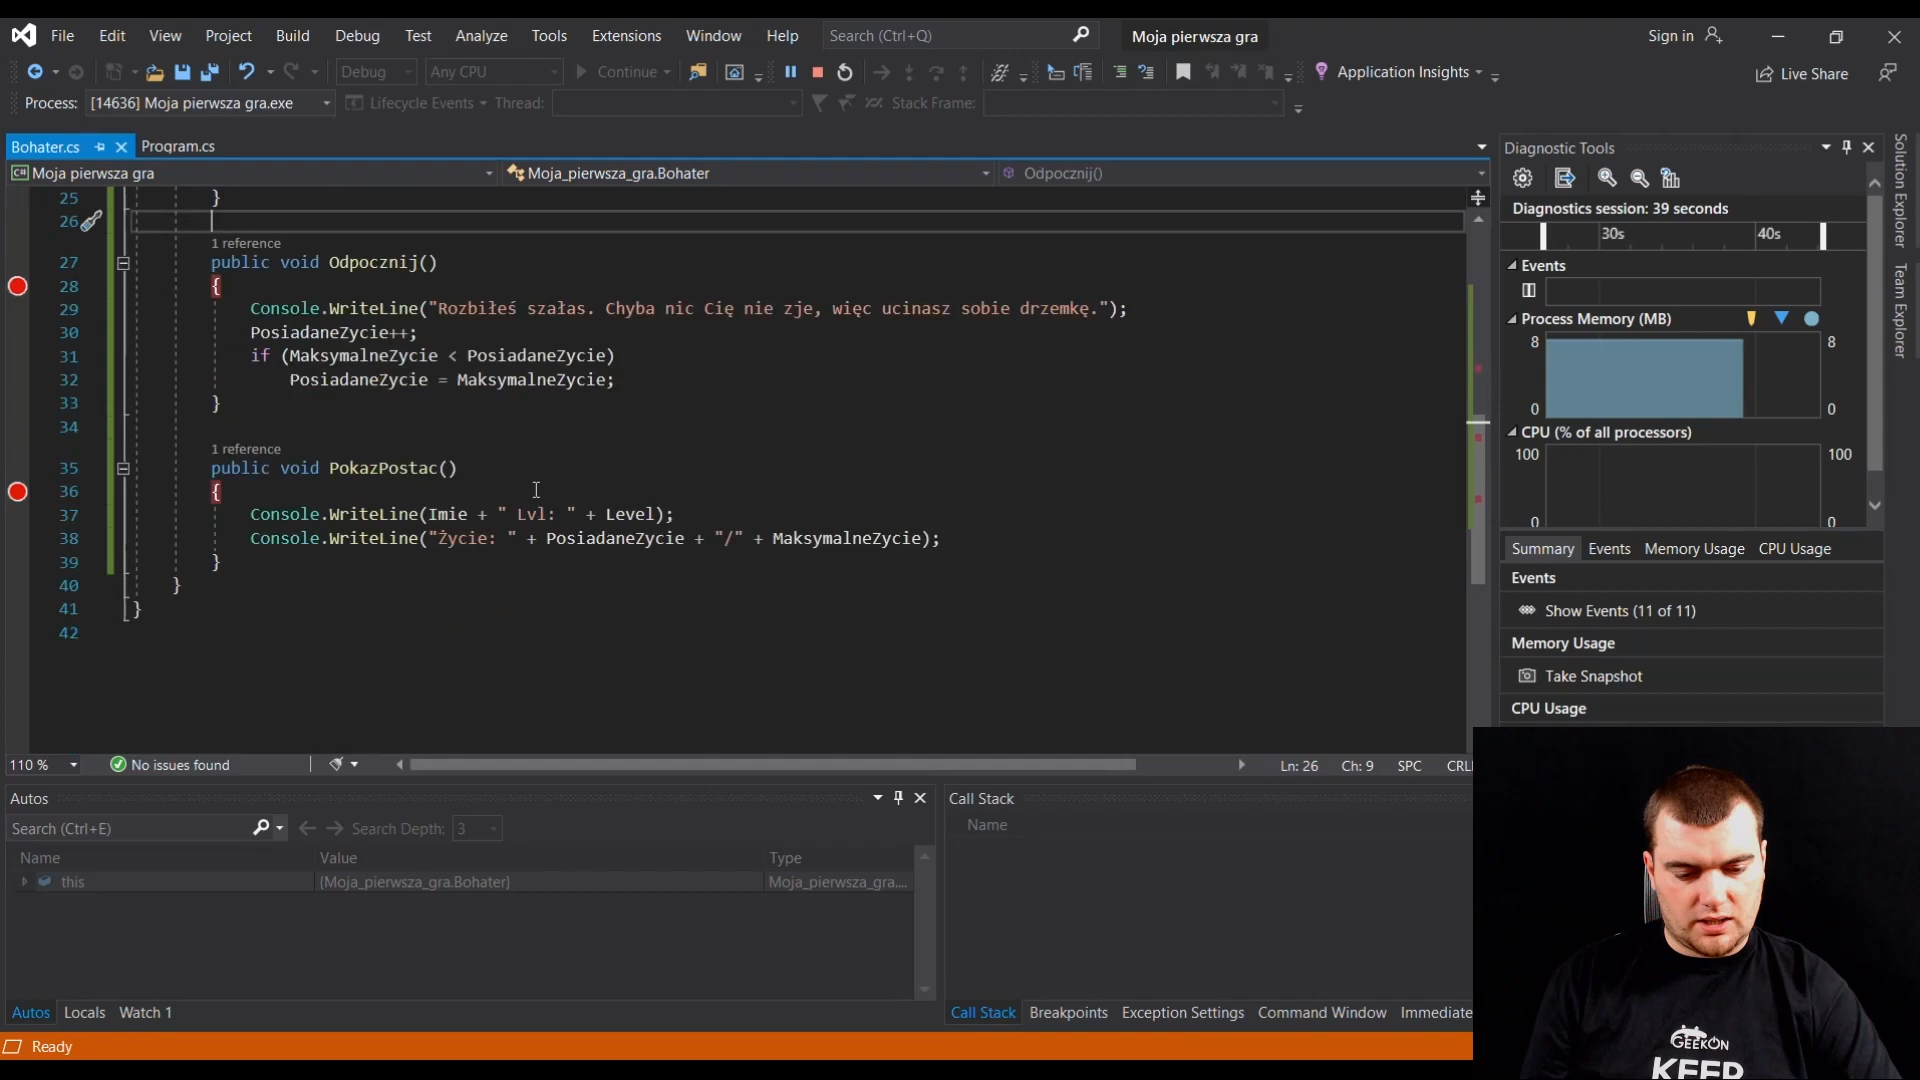 File Edit View Project Build Debug Test Analyze Tools Extensions Window Help Search (Ctrl+Q) Moja pierwsza gra Sign in
Debug Any CPU Continue Application Insights Live Share
Process: [14636] Moja pierwsza gra.exe Lifecycle Events Thread: Stack Frame:
Bohater.cs Program.cs
C# Moja pierwsza gra Moja_pierwsza_gra.Bohater Odpocznij()
25 }
26
1 reference
27 public void Odpocznij()
28 {
29 Console.WriteLine("Rozbiłeś szałas. Chyba nic Cię nie zje, więc ucinasz sobie drzemkę.");
30 PosiadaneZycie++;
31 if (MaksymalneZycie < PosiadaneZycie)
32 PosiadaneZycie = MaksymalneZycie;
33 }
34
1 reference
35 public void PokazPostac()
36 {
37 Console.WriteLine(Imie + " Lvl: " + Level);
38 Console.WriteLine("Życie: " + PosiadaneZycie + "/" + MaksymalneZycie);
39 }
40 }
41 }
42
110 % No issues found Ln: 26 Ch: 9 SPC CRL
Diagnostic Tools
Diagnostics session: 39 seconds
30s 40s
Events
Process Memory (MB)
8 8
0 0
CPU (% of all processors)
100 100
0 0
Summary Events Memory Usage CPU Usage
Events
Show Events (11 of 11)
Memory Usage
Take Snapshot
CPU Usage
Solution Explorer
Team Explorer
Autos
Search (Ctrl+E) Search Depth: 3
Name Value Type
this {Moja_pierwsza_gra.Bohater} Moja_pierwsza_gra....
Autos Locals Watch 1
Call Stack
Name
Call Stack Breakpoints Exception Settings Command Window Immediate
Ready
GEEKON
KEEP